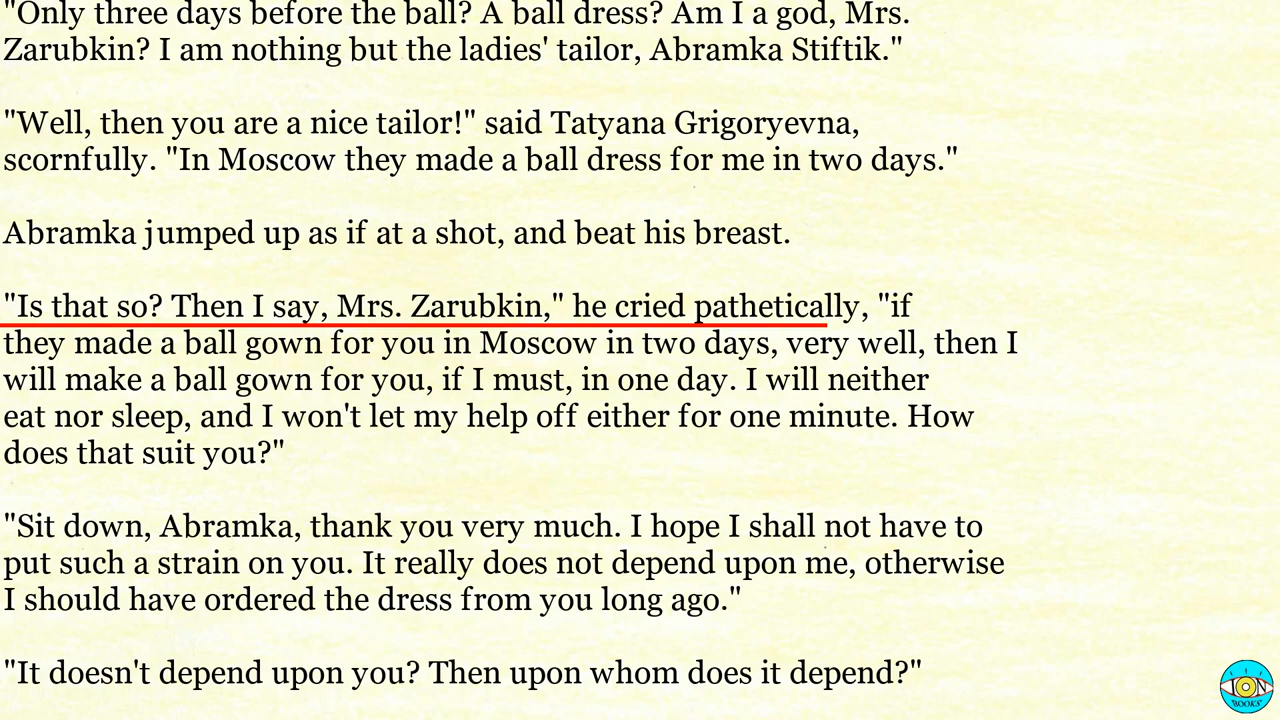 "Only three days before the ball? A ball dress? Am I a god, Mrs.
Zarubkin? I am nothing but the ladies' tailor, Abramka Stiftik."
"Well, then you are a nice tailor!" said Tatyana Grigoryevna,
scornfully. "In Moscow they made a ball dress for me in two days."
Abramka jumped up as if at a shot, and beat his breast.
"Is that so? Then I say, Mrs. Zarubkin," he cried pathetically, "if
they made a ball gown for you in Moscow in two days, very well, then I
will make a ball gown for you, if I must, in one day. I will neither
eat nor sleep, and I won't let my help off either for one minute. How
does that suit you?"
"Sit down, Abramka, thank you very much. I hope I shall not have to
put such a strain on you. It really does not depend upon me, otherwise
I should have ordered the dress from you long ago."
"It doesn't depend upon you? Then upon whom does it depend?"
ION
BOOKS